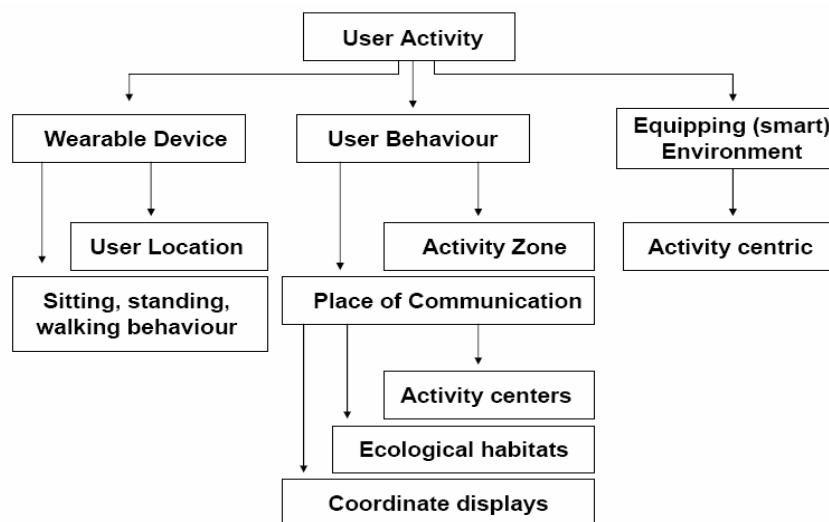 User Activity
Wearable Device
User Behaviour
Equipping (smart)
Environment
User Location
Activity Zone
Activity centric
Sitting, standing,
walking behaviour
Place of Communication
Activity centers
Ecological habitats
Coordinate displays